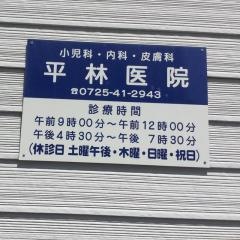 小児科・内科・皮膚科
平林医院
☎0725-41-2943
診療時間
午前9時00分～午前12時00分
午後4時30分～午後 7時30分
(休診日 土曜午後・木曜・日曜・祝日)